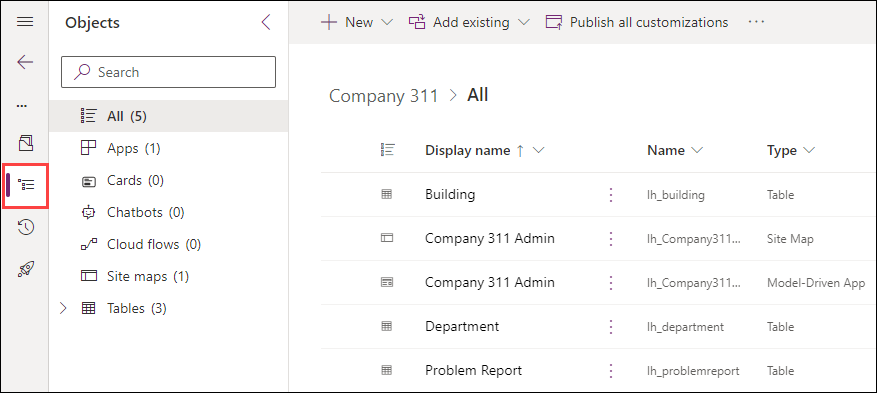 Objects
Search
All (5)
Apps (1)
Cards (0)
Chatbots (0)
Cloud flows (0)
Site maps (1)
Tables (3)
New Add existing Publish all customizations ...
Company 311 > All
Display name ↑ Name Type
Building lh_building Table
Company 311 Admin lh_Company311... Site Map
Company 311 Admin lh_Company311... Model-Driven App
Department lh_department Table
Problem Report lh_problemreport Table